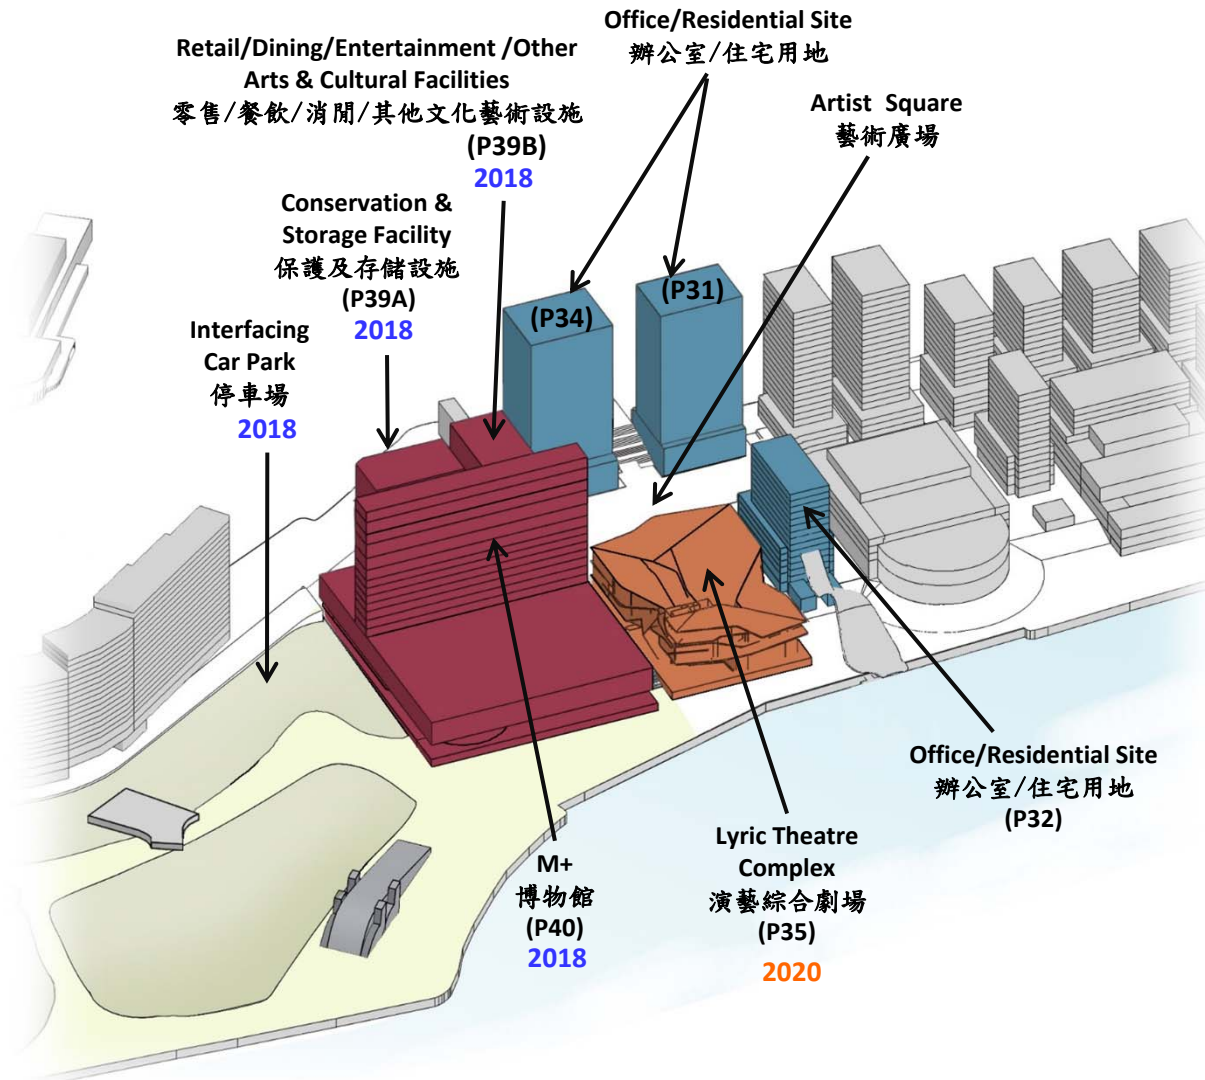 Office/Residential Site
辦公室/住宅用地
Retail/Dining/Entertainment /Other
Arts & Cultural Facilities
零售/餐飲/消閒/其他文化藝術設施
(P39B)
2018
Artist Square
藝術廣場
Conservation &
Storage Facility
保護及存儲設施
(P39A)
2018
(P34)
(P31)
Interfacing
Car Park
停車場
2018
Office/Residential Site
辦公室/住宅用地
(P32)
Lyric Theatre
Complex
演藝綜合劇場
(P35)
2020
M+
博物館
(P40)
2018